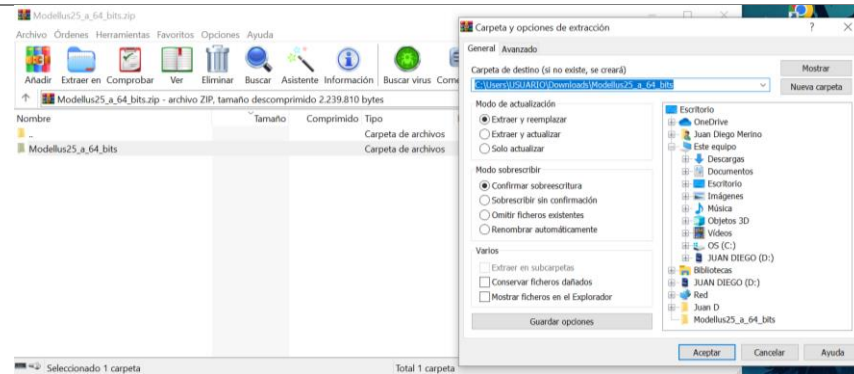 Modellus25_a_64_bits.zip
Archivo Órdenes Herramientas Favoritos Opciones Ayuda
Añadir Extraer en Comprobar Ver Eliminar Buscar Asistente Información Buscar virus
Modellus25_a_64_bits.zip - archivo ZIP, tamaño descomprimido 2.239.810 bytes
Nombre Tamaño Comprimido Tipo
..
Carpeta de archivos
Modellus25_a_64_bits Carpeta de archivos
Seleccionado 1 carpeta Total 1 carpeta
Carpeta y opciones de extracción ?
General Avanzado
Carpeta de destino (si no existe, se creará)
C:\Users\USUARIO\Downloads\Modellus25_a_64_bits
Mostrar
Nueva carpeta
Modo de actualización
Extraer y reemplazar
Extraer y actualizar
Solo actualizar
Modo sobrescribir
Confirmar sobreescritura
Sobrescribir sin confirmación
Omitir ficheros existentes
Renombrar automáticamente
Varios
Extraer en subcarpetas
Conservar ficheros dañados
Mostrar ficheros en el Explorador
Guardar opciones
Escritorio
OneDrive
Juan Diego Merino
Este equipo
Descargas
Documentos
Escritorio
Imágenes
Música
Objetos 3D
Vídeos
OS (C:)
JUAN DIEGO (D:)
Bibliotecas
JUAN DIEGO (D:)
Red
Juan D
Modellus25_a_64_bits
Aceptar Cancelar Ayuda